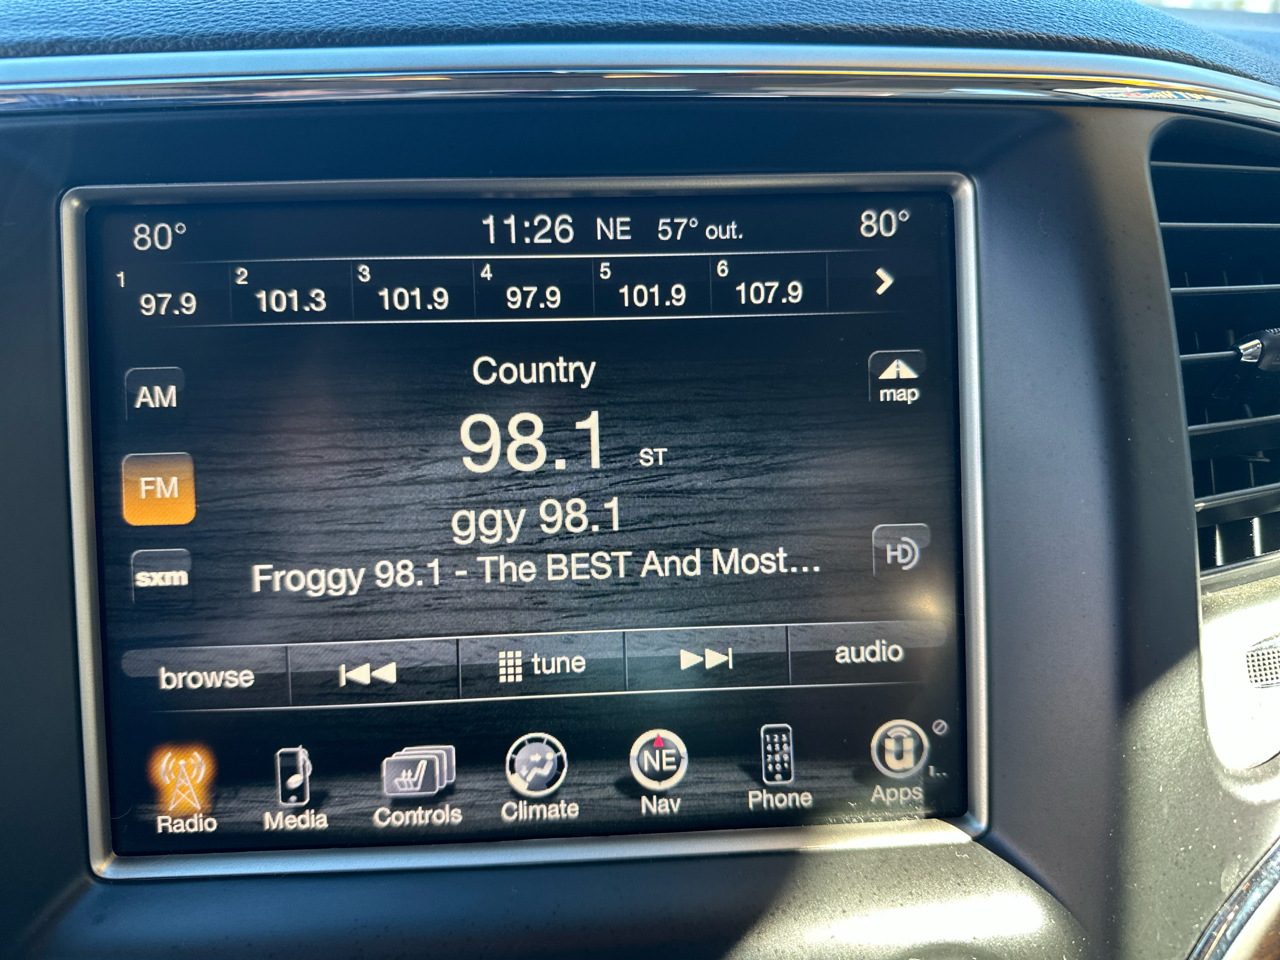 80° 11:26 NE 57° out. 80°
1 97.9 2 101.3 3 101.9 4 97.9 5 101.9 6 107.9
Country
AM
map
98.1 ST
FM
ggy 98.1
HD
sxm
Froggy 98.1 - The BEST And Most...
browse tune audio
NE
Radio Media Controls Climate Nav Phone Apps